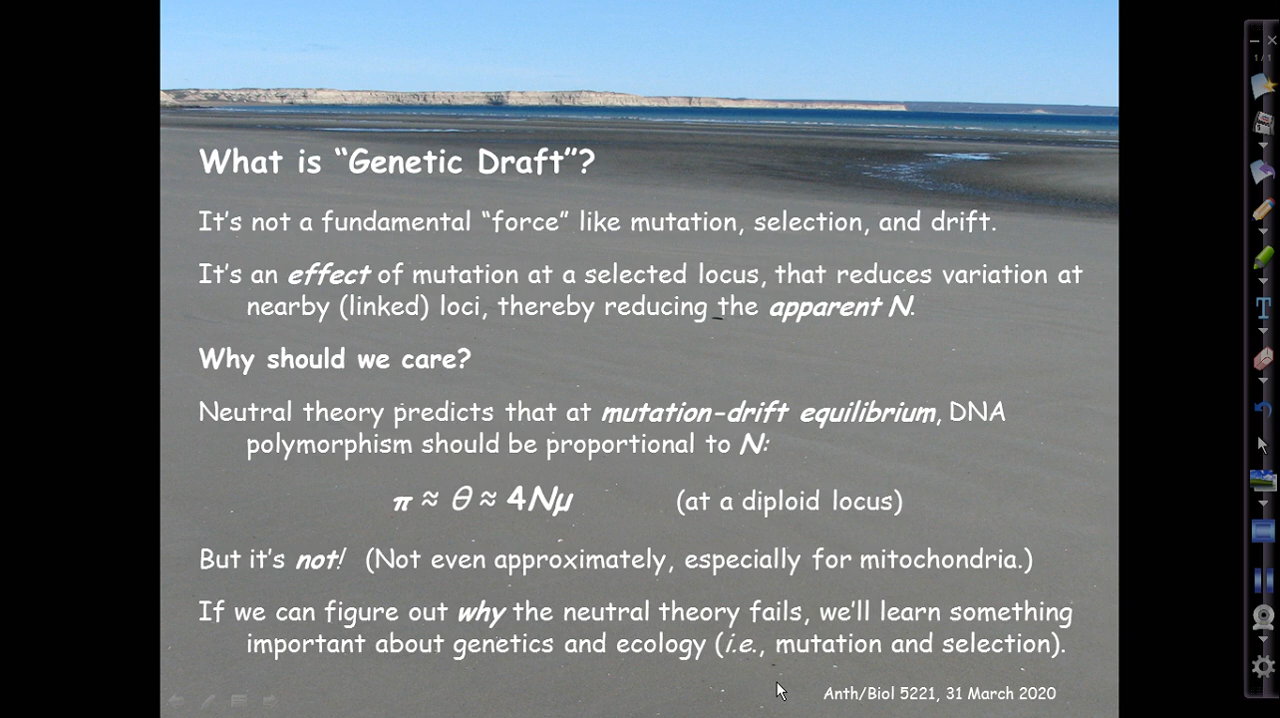 What is “Genetic Draft”?
It’s not a fundamental “force” like mutation, selection, and drift.
It’s an effect of mutation at a selected locus, that reduces variation at
nearby (linked) loci, thereby reducing the apparent N.
Why should we care?
Neutral theory predicts that at mutation-drift equilibrium, DNA
polymorphism should be proportional to N:
π ≈ θ ≈ 4Nμ (at a diploid locus)
But it’s not! (Not even approximately, especially for mitochondria.)
If we can figure out why the neutral theory fails, we’ll learn something
important about genetics and ecology (i.e., mutation and selection).
Anth/Biol 5221, 31 March 2020
1/1